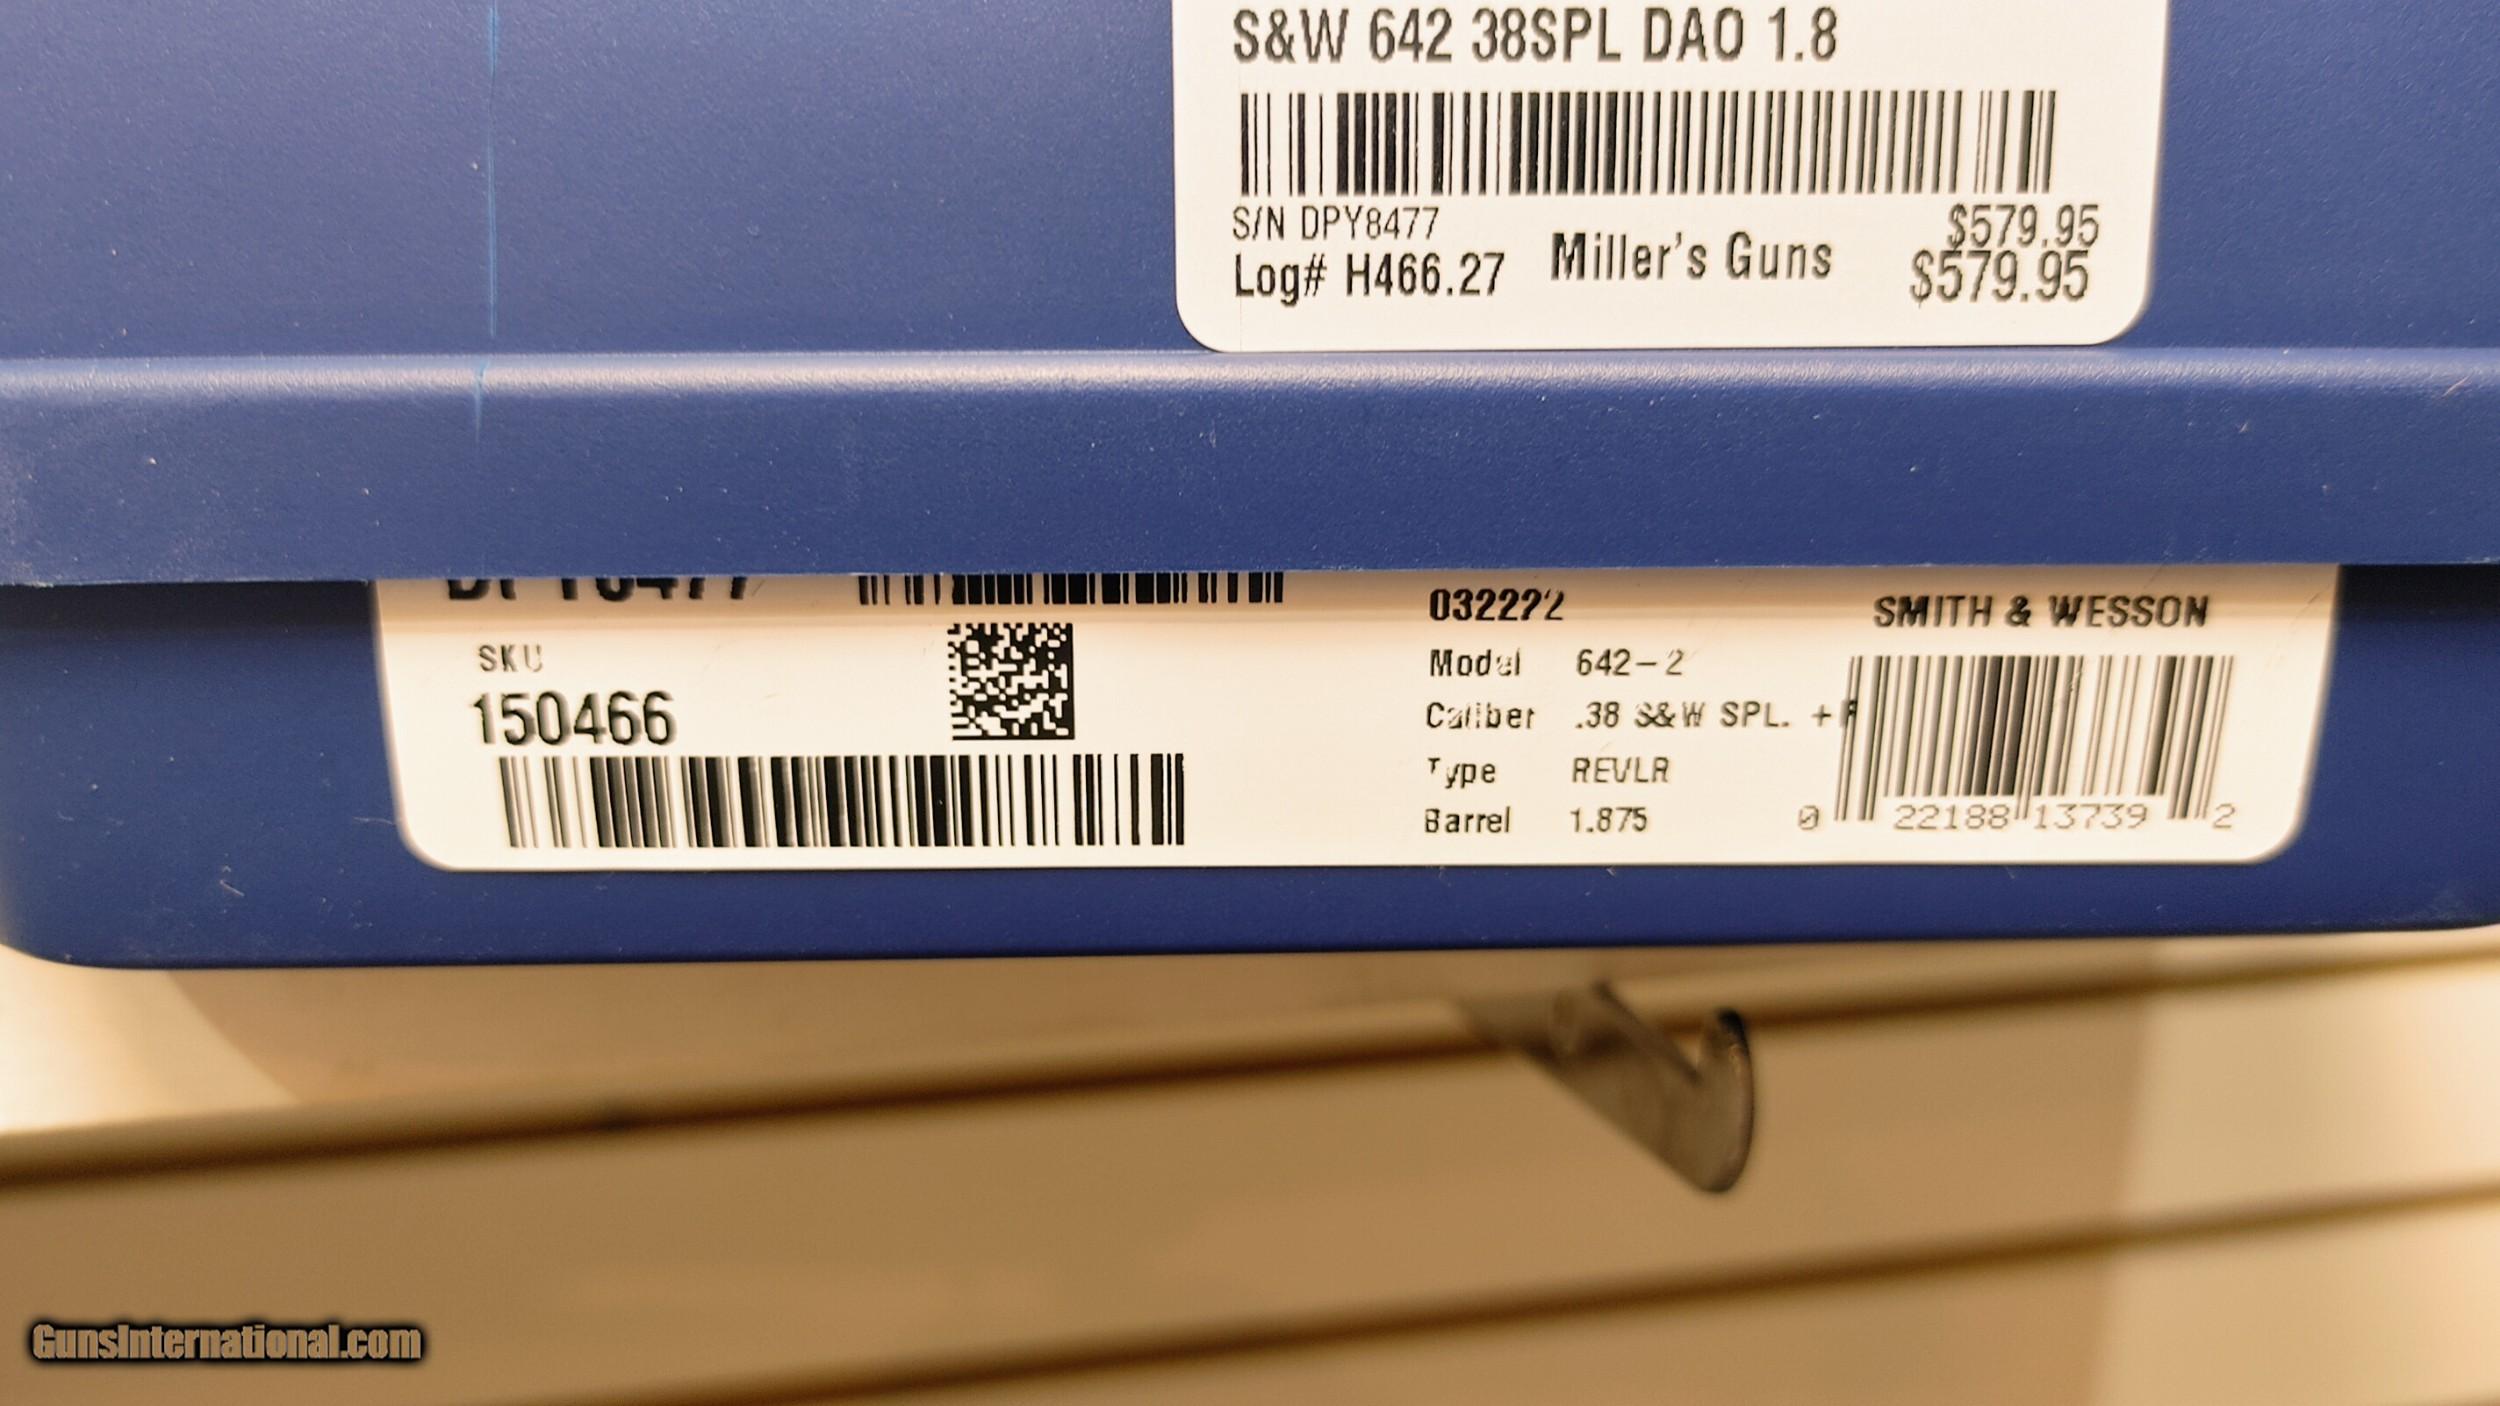 S&W 642 38SPL DAO 1.8
S/N DPY8477
$579.95
Log# H466.27
Miller's Guns
$579.95
032222
SMITH & WESSON
SKU
150466
Model 642-2
Caliber .38 S&W SPL. +P
Type REVLR
Barrel 1.875
0 22188 13739 2
GunsInternational.com